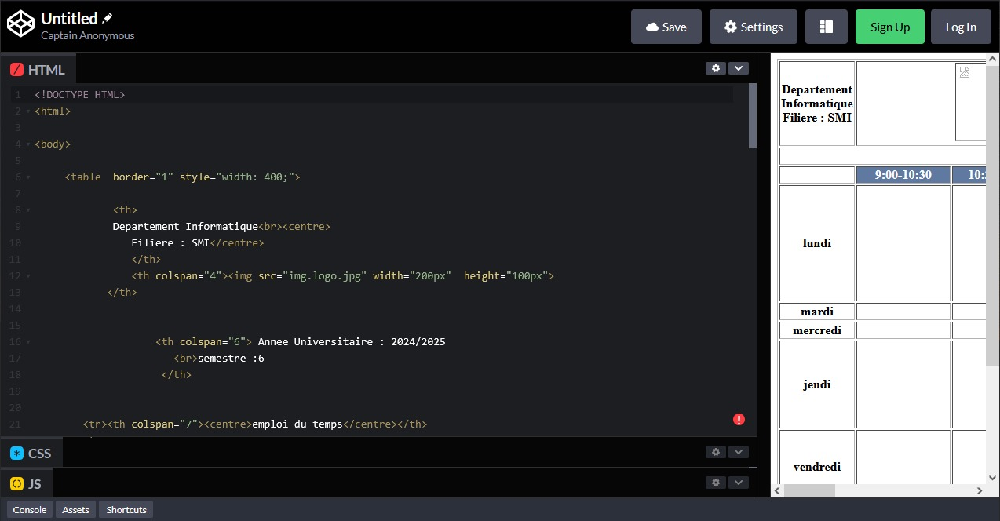 Untitled
Captain Anonymous
Save
Settings
Sign Up
Log In
HTML
1 <!DOCTYPE HTML>
2 <html>
3
4 <body>
5
6 <table  border="1" style="width: 400;">
7
8 <th>
9 Departement Informatique<br><centre>
10 Filiere : SMI</centre>
11 </th>
12 <th colspan="4"><img src="img.logo.jpg" width="200px"  height="100px">
13 </th>
14
15
16 <th colspan="6"> Annee Universitaire : 2024/2025
17 <br>semestre :6
18 </th>
19
20
21 <tr><th colspan="7"><centre>emploi du temps</centre></th>
CSS
JS
Console
Assets
Shortcuts
Departement
Informatique
Filiere : SMI
9:00-10:30
10:
lundi
mardi
mercredi
jeudi
vendredi